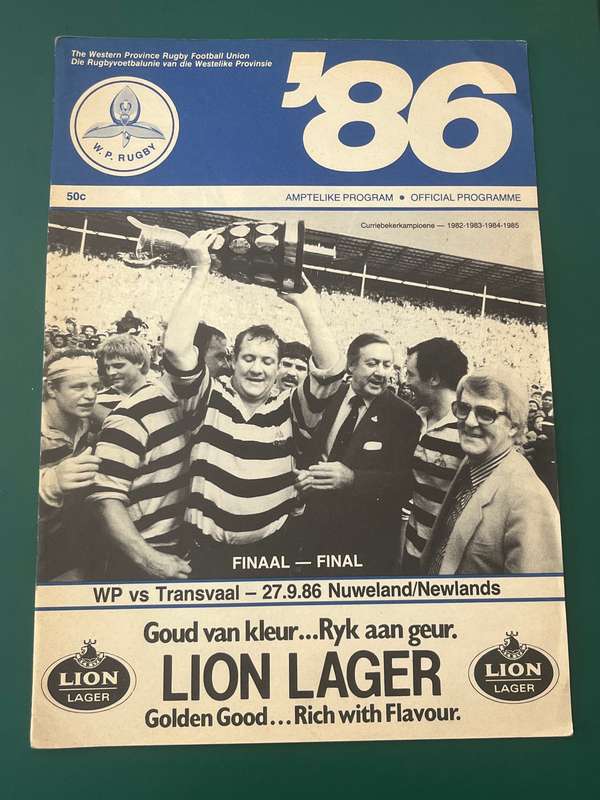 The Western Province Rugby Football Union
Die Rugbyvoetbalunie van die Westelike Provinsie
'86
W.P. RUGBY
50c
AMPTELIKE PROGRAM • OFFICIAL PROGRAMME
Curriebekerkampioene — 1982-1983-1984-1985
FINAAL — FINAL
WP vs Transvaal – 27.9.86 Nuweland/Newlands
Goud van kleur...Ryk aan geur.
LION LAGER
LION LAGER
LION LAGER
Golden Good...Rich with Flavour.